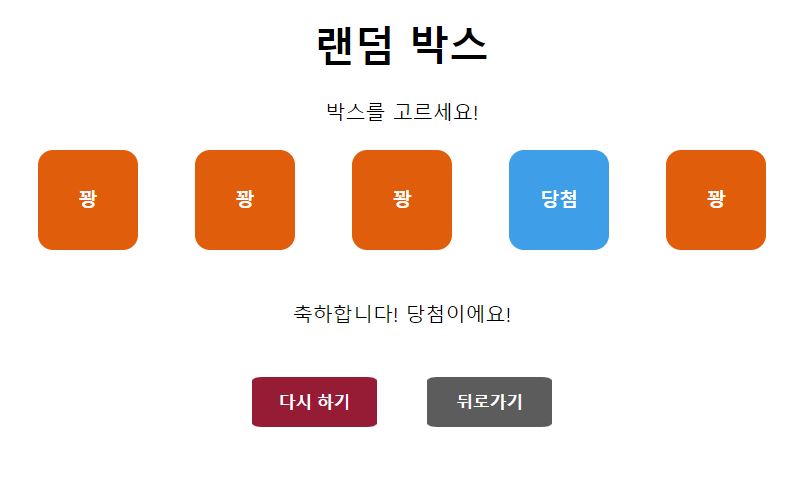 랜덤 박스
박스를 고르세요!
꽝 꽝 꽝 당첨 꽝
축하합니다! 당첨이에요!
다시 하기 뒤로가기